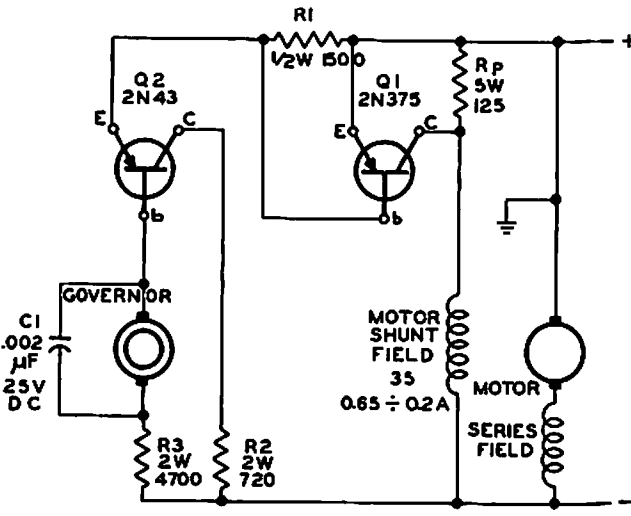 R1
1/2W 1500
+
Q2
2N43
Q1
2N375
RP
5W
125
E
C
E
C
b
b
GOVERNOR
C1
.002
µF
25V
DC
MOTOR
SHUNT
FIELD
35
0.65 ÷ 0.2A
MOTOR
SERIES
FIELD
R3
2W
4700
R2
2W
720
-